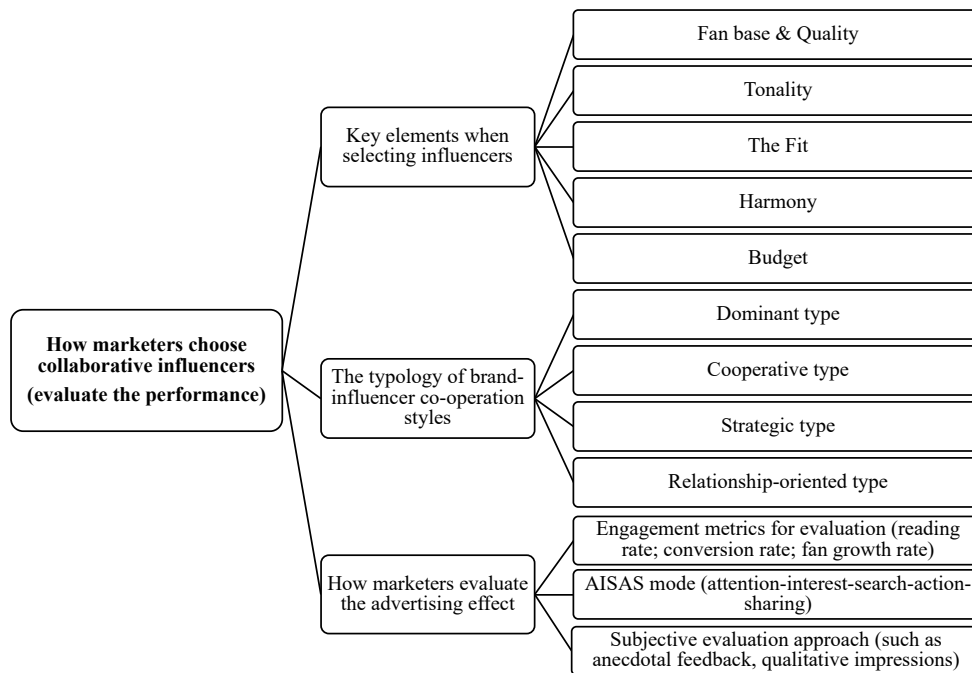 How marketers choose
collaborative influencers
(evaluate the performance)
Key elements when
selecting influencers
Fan base & Quality
Tonality
The Fit
Harmony
Budget
The typology of brand-
influencer co-operation
styles
Dominant type
Cooperative type
Strategic type
Relationship-oriented type
How marketers evaluate
the advertising effect
Engagement metrics for evaluation (reading
rate; conversion rate; fan growth rate)
AISAS mode (attention-interest-search-action-
sharing)
Subjective evaluation approach (such as
anecdotal feedback, qualitative impressions)